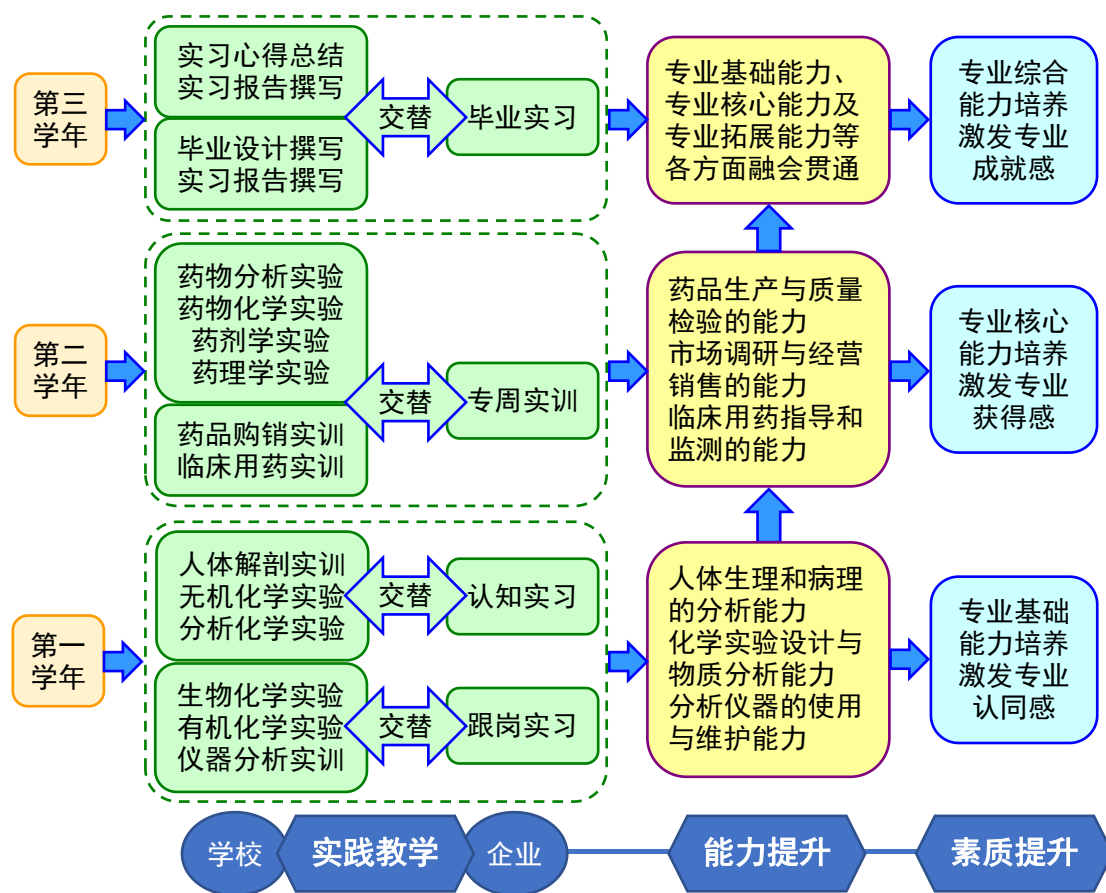 第三
学年
实习心得总结
实习报告撰写
毕业设计撰写
实习报告撰写
交替
毕业实习
专业基础能力、
专业核心能力及
专业拓展能力等
各方面融会贯通
专业综合
能力培养
激发专业
成就感
第二
学年
药物分析实验
药物化学实验
药剂学实验
药理学实验
药品购销实训
临床用药实训
交替
专周实训
药品生产与质量
检验的能力
市场调研与经营
销售的能力
临床用药指导和
监测的能力
专业核心
能力培养
激发专业
获得感
第一
学年
人体解剖实训
无机化学实验
分析化学实验
交替
认知实习
生物化学实验
有机化学实验
仪器分析实训
交替
跟岗实习
人体生理和病理
的分析能力
化学实验设计与
物质分析能力
分析仪器的使用
与维护能力
专业基础
能力培养
激发专业
认同感
学校
实践教学
企业
能力提升
素质提升